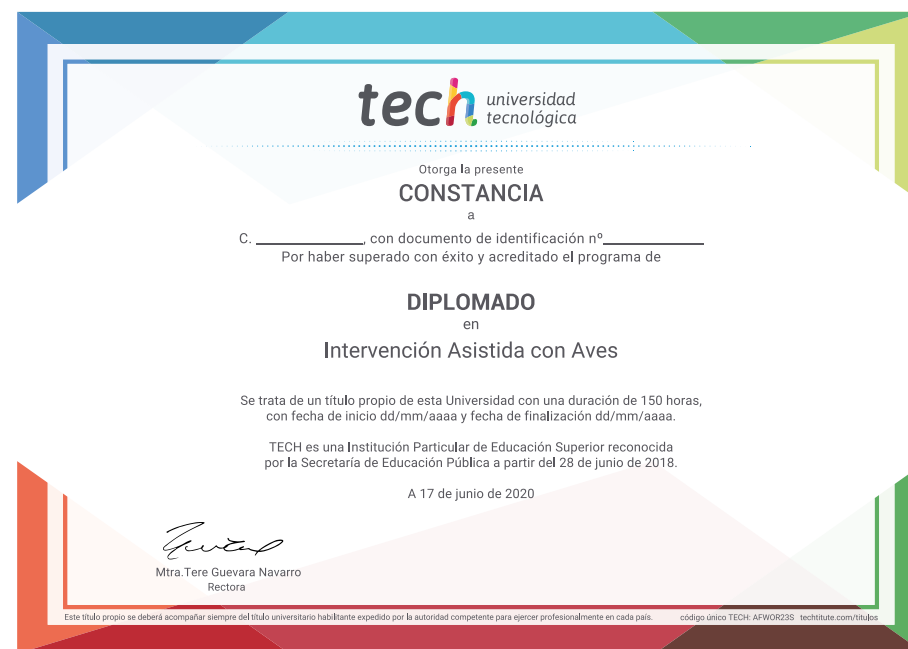 tech universidad
tecnológica
Otorga la presente
CONSTANCIA
a
C. ____________, con documento de identificación nº____________
Por haber superado con éxito y acreditado el programa de
DIPLOMADO
en
Intervención Asistida con Aves
Se trata de un título propio de esta Universidad con una duración de 150 horas,
con fecha de inicio dd/mm/aaaa y fecha de finalización dd/mm/aaaa.
TECH es una Institución Particular de Educación Superior reconocida
por la Secretaría de Educación Pública a partir del 28 de junio de 2018.
A 17 de junio de 2020
Mtra.Tere Guevara Navarro
Rectora
Este título propio se deberá acompañar siempre del título universitario habilitante expedido por la autoridad competente para ejercer profesionalmente en cada país. código único TECH: AFWOR23S techtitute.com/titulos